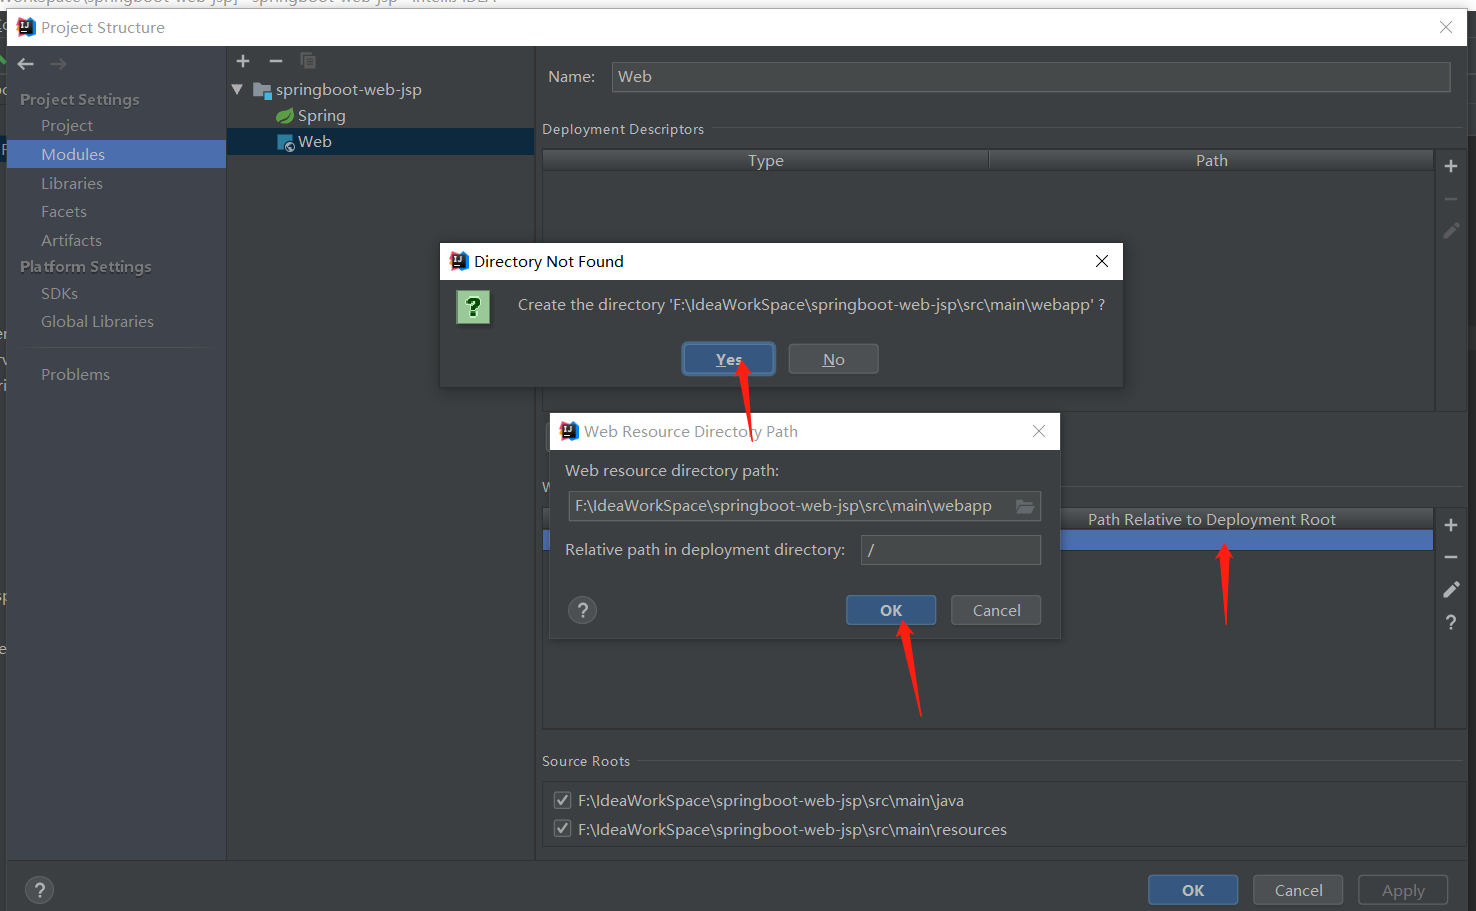 Project Structure
Project Settings
Project
Modules
Libraries
Facets
Artifacts
Platform Settings
SDKs
Global Libraries
Problems
springboot-web-jsp
Spring
Web
Name: Web
Deployment Descriptors
Type Path
Directory Not Found
Create the directory 'F:\IdeaWorkSpace\springboot-web-jsp\src\main\webapp' ?
Yes No
Web Resource Directory Path
Web resource directory path:
F:\IdeaWorkSpace\springboot-web-jsp\src\main\webapp
Relative path in deployment directory: /
OK Cancel
Path Relative to Deployment Root
Source Roots
F:\IdeaWorkSpace\springboot-web-jsp\src\main\java
F:\IdeaWorkSpace\springboot-web-jsp\src\main\resources
OK Cancel Apply